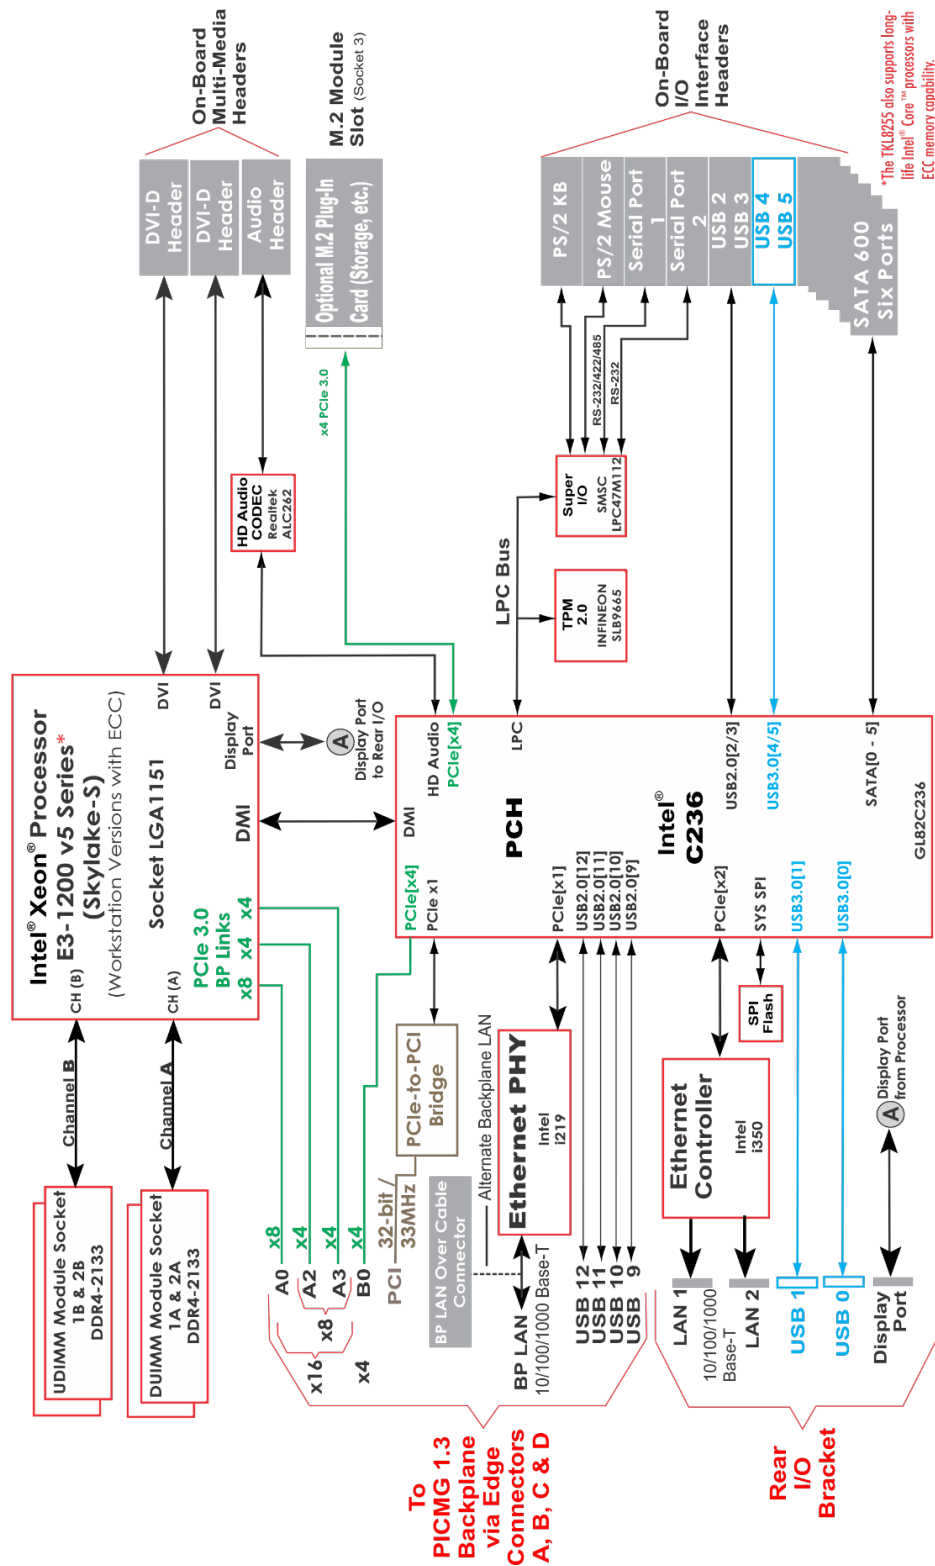 UDIMM Module Socket
1B & 2B
DDR4-2133
DUIMM Module Socket
1A & 2A
DDR4-2133
Channel B
Channel A
Intel® Xeon® Processor
E3-1200 v5 Series*
(Skylake-S)
(Workstation Versions with ECC)
Socket LGA1151
CH (B)
CH (A)
PCIe 3.0
BP Links
x8
x4
x4
DVI
DVI
Display
Port
DMI
A
Display Port
to Rear I/O
DVI-D
Header
DVI-D
Header
Audio
Header
On-Board
Multi-Media
Headers
HD Audio
CODEC
Realtek
ALC262
Optional M.2 Plug-In
Card (Storage, etc.)
M.2 Module
Slot (Socket 3)
x4 PCIe 3.0
To
PICMG 1.3
Backplane
via Edge
Connectors
A, B, C & D
x16
x8
x4
A0
A2
A3
B0
x8
x4
x4
x4
PCI
32-bit /
33MHz
PCIe-to-PCI
Bridge
BP LAN Over Cable
Connector
Alternate Backplane LAN
BP LAN
10/100/1000 Base-T
Ethernet PHY
Intel
i219
USB 12
USB 11
USB 10
USB 9
DMI
PCIe[x4]
PCIe x1
HD Audio
PCIe[x4]
PCH
LPC
PCIe[x1]
USB2.0[12]
USB2.0[11]
USB2.0[10]
USB2.0[9]
Intel®
C236
PCIe[x2]
SYS SPI
USB3.0[1]
USB3.0[0]
USB2.0[2/3]
USB3.0[4/5]
SATA[0 - 5]
GL82C236
LPC Bus
TPM
2.0
INFINEON
SLB9665
Super
I/O
SMSC
LPC47M112
RS-232/422/485
RS-232
PS/2 KB
PS/2 Mouse
Serial Port
1
Serial Port
2
USB 2
USB 3
USB 4
USB 5
SATA 600
Six Ports
On-Board
I/O
Interface
Headers
Rear
I/O
Bracket
LAN 1
10/100/1000
Base-T
LAN 2
Ethernet
Controller
Intel
i350
SPI
Flash
USB 1
USB 0
Display
Port
A
Display Port
from Processor
*The TKL8255 also supports long-
life Intel® Core™ processors with
ECC memory capability.